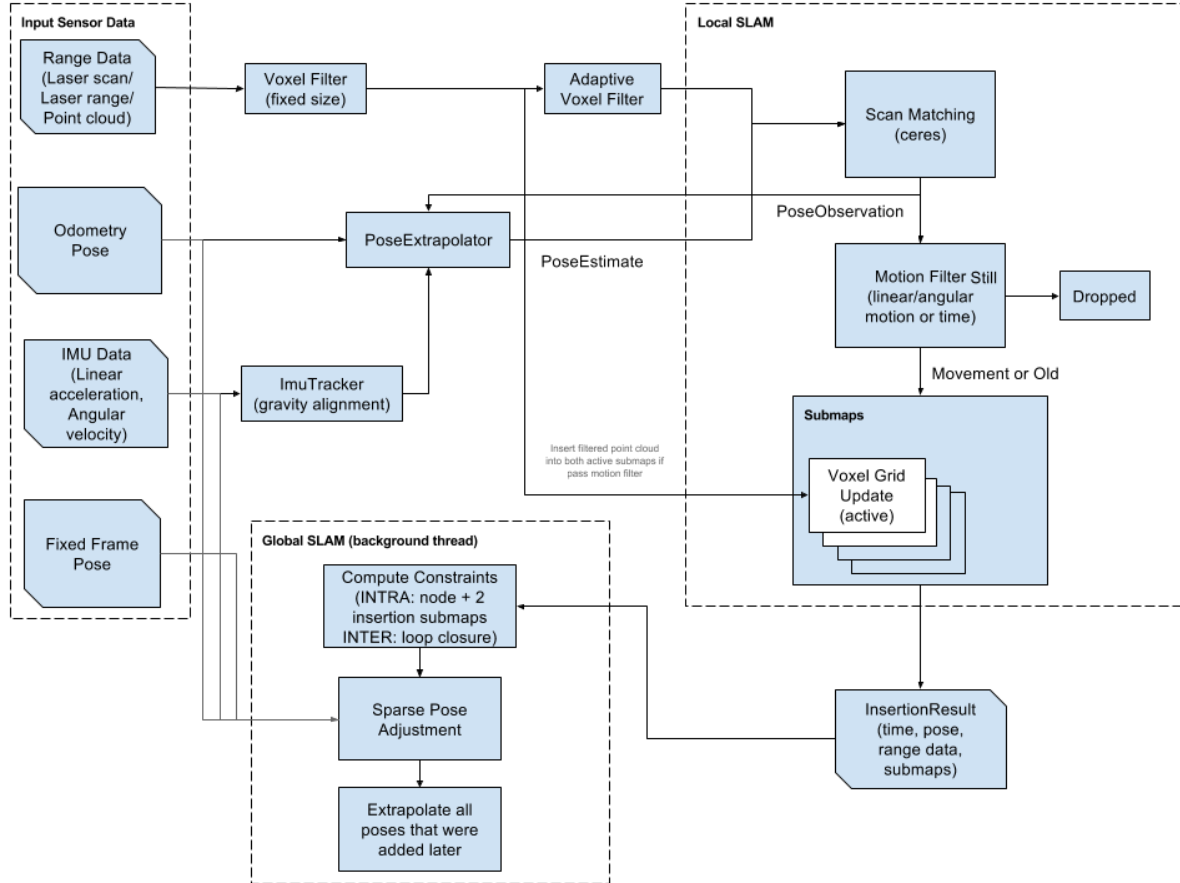 Input Sensor Data
Range Data
(Laser scan/
Laser range/
Point cloud)
Voxel Filter
(fixed size)
Adaptive
Voxel Filter
Local SLAM
Scan Matching
(ceres)
Odometry
Pose
PoseExtrapolator
PoseEstimate
PoseObservation
Motion Filter
(linear/angular
motion or time)
Still
Dropped
IMU Data
(Linear
acceleration,
Angular
velocity)
ImuTracker
(gravity alignment)
Movement or Old
Submaps
Insert filtered point cloud
into both active submaps if
pass motion filter
Voxel Grid
Update
(active)
Fixed Frame
Pose
Global SLAM (background thread)
Compute Constraints
(INTRA: node + 2
insertion submaps
INTER: loop closure)
Sparse Pose
Adjustment
Extrapolate all
poses that were
added later
InsertionResult
(time, pose,
range data,
submaps)